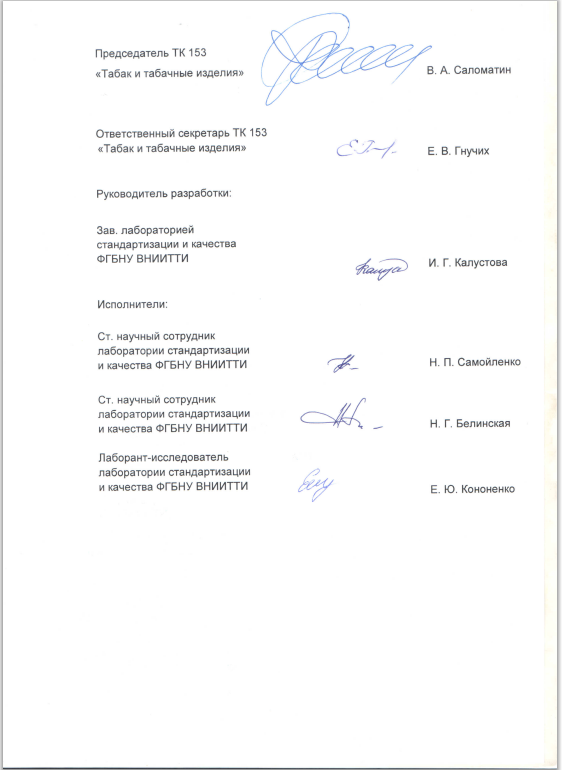 Председатель ТК 153
«Табак и табачные изделия»
В. А. Саломатин
Ответственный секретарь ТК 153
«Табак и табачные изделия»
Е. В. Гнучих
Руководитель разработки:
Зав. лабораторией
стандартизации и качества
ФГБНУ ВНИИТТИ
И. Г. Калустова
Исполнители:
Ст. научный сотрудник
лаборатории стандартизации
и качества ФГБНУ ВНИИТТИ
Н. П. Самойленко
Ст. научный сотрудник
лаборатории стандартизации
и качества ФГБНУ ВНИИТТИ
Н. Г. Белинская
Лаборант-исследователь
лаборатории стандартизации
и качества ФГБНУ ВНИИТТИ
Е. Ю. Кононенко